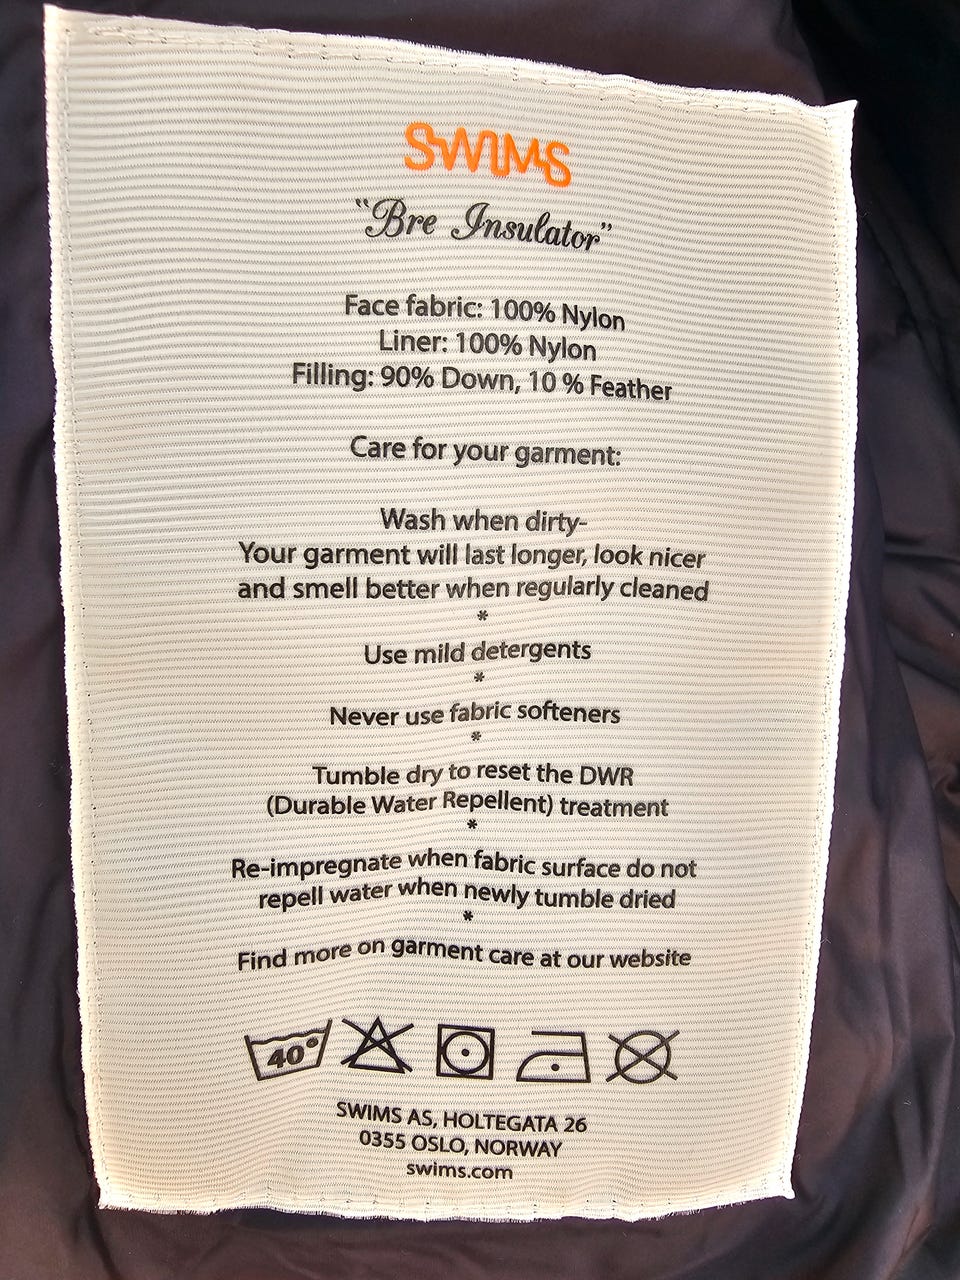 SWIMS
"Bre Insulator"
Face fabric: 100% Nylon
Liner: 100% Nylon
Filling: 90% Down, 10 % Feather
Care for your garment:
Wash when dirty-
Your garment will last longer, look nicer
and smell better when regularly cleaned
*
Use mild detergents
*
Never use fabric softeners
*
Tumble dry to reset the DWR
(Durable Water Repellent) treatment
*
Re-impregnate when fabric surface do not
repell water when newly tumble dried
*
Find more on garment care at our website
40°
SWIMS AS, HOLTEGATA 26
0355 OSLO, NORWAY
swims.com